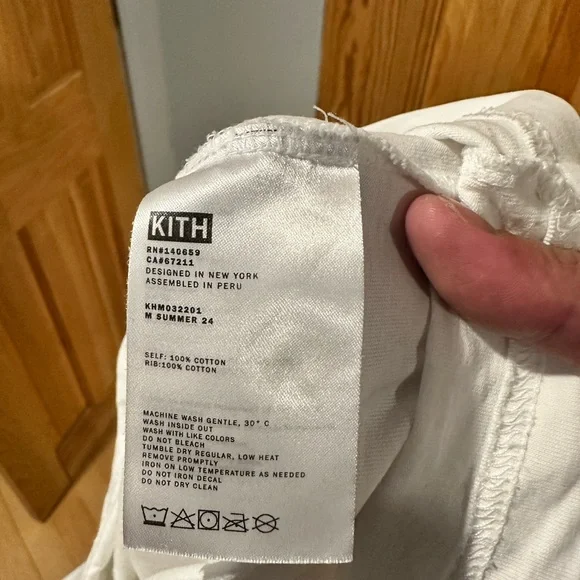 KITH
RN#140659
CA#67211
DESIGNED IN NEW YORK
ASSEMBLED IN PERU
KHM032201
M SUMMER 24
SELF: 100% COTTON
RIB:100% COTTON
MACHINE WASH GENTLE, 30° C
WASH INSIDE OUT
WASH WITH LIKE COLORS
DO NOT BLEACH
TUMBLE DRY REGULAR, LOW HEAT
REMOVE PROMPTLY
IRON ON LOW TEMPERATURE AS NEEDED
DO NOT IRON DECAL
DO NOT DRY CLEAN